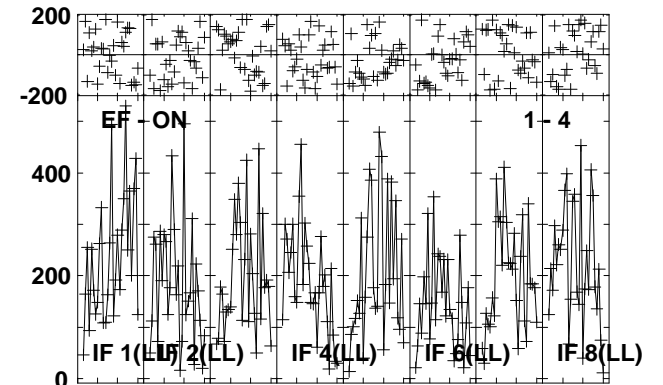 200
-200
EF - ON 1 - 4
400
200
IF 1(LL) IF 2(LL) IF 4(LL) IF 6(LL) IF 8(LL)
0